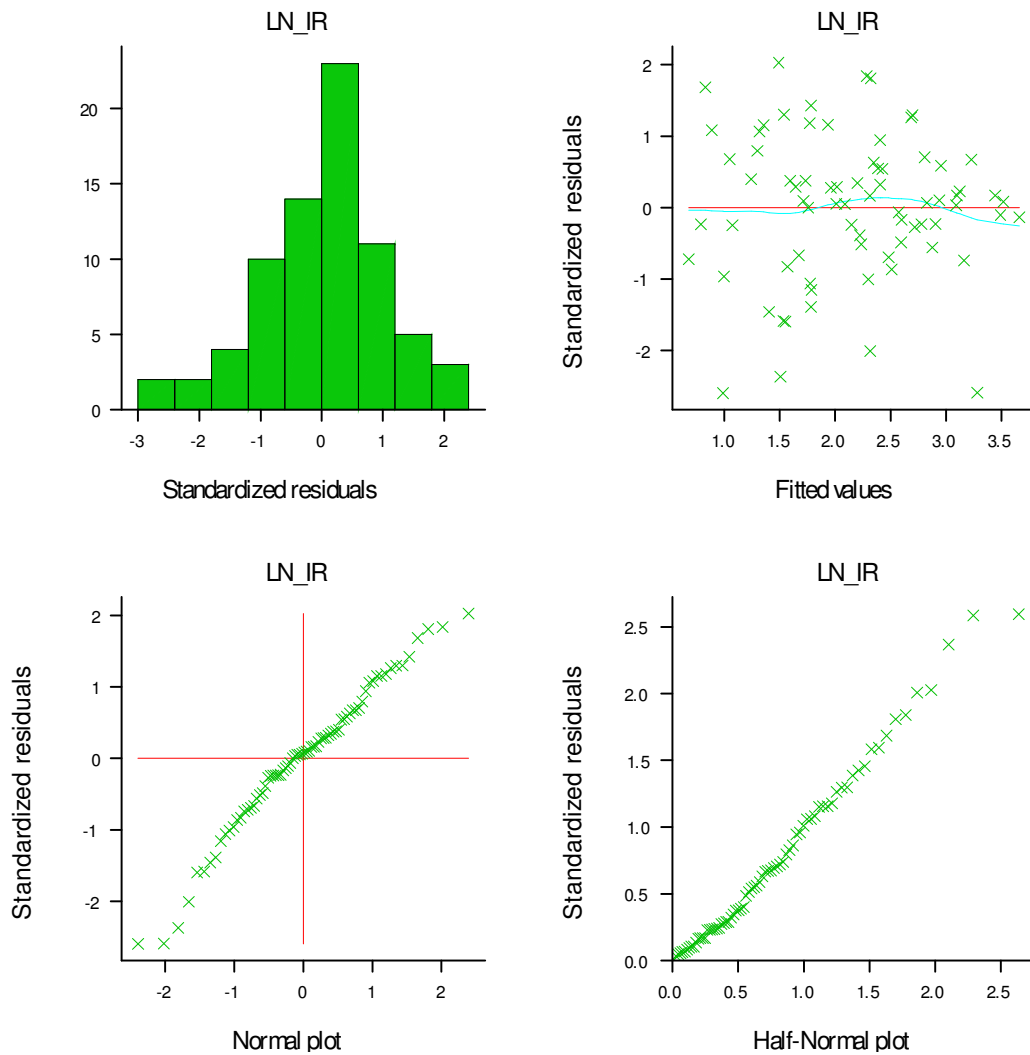 LN_IR
20
15
10
5
0
-3 -2 -1 0 1 2
Standardized residuals
LN_IR
Standardized residuals
2
1
0
-1
-2
1.0 1.5 2.0 2.5 3.0 3.5
Fitted values
LN_IR
Standardized residuals
2
1
0
-1
-2
-2 -1 0 1 2
Normal plot
LN_IR
Standardized residuals
2.5
2.0
1.5
1.0
0.5
0.0
0.0 0.5 1.0 1.5 2.0 2.5
Half-Normal plot